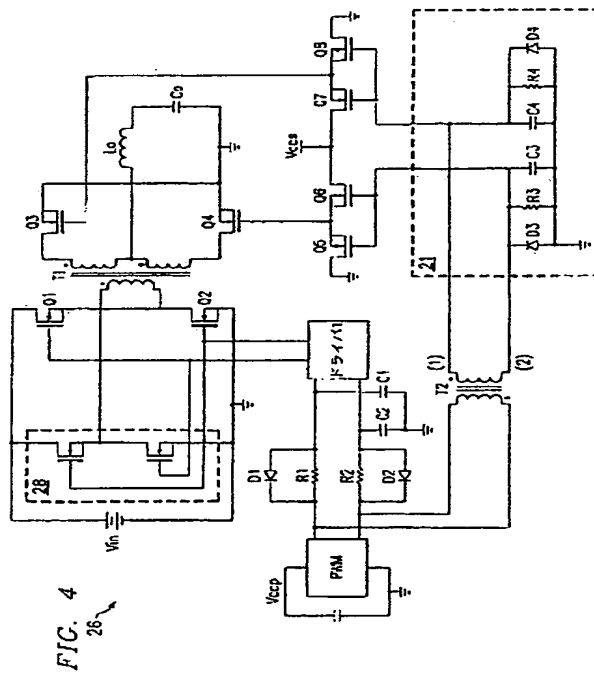 FIG. 4
26
Vin
28
Q1
Q2
T1
Q3
Q4
Lo
Co
Vccp
PWM
D1
R1
R2
D2
C2
C1
ドライバ1
T2
(1)
(2)
Vccs
Q5
Q6
Q7
Q8
21
D3
R3
C3
C4
R4
D4